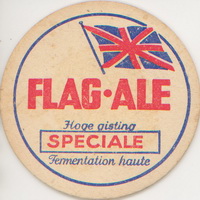 FLAG·ALE
Hoge gisting
SPECIALE
Fermentation haute